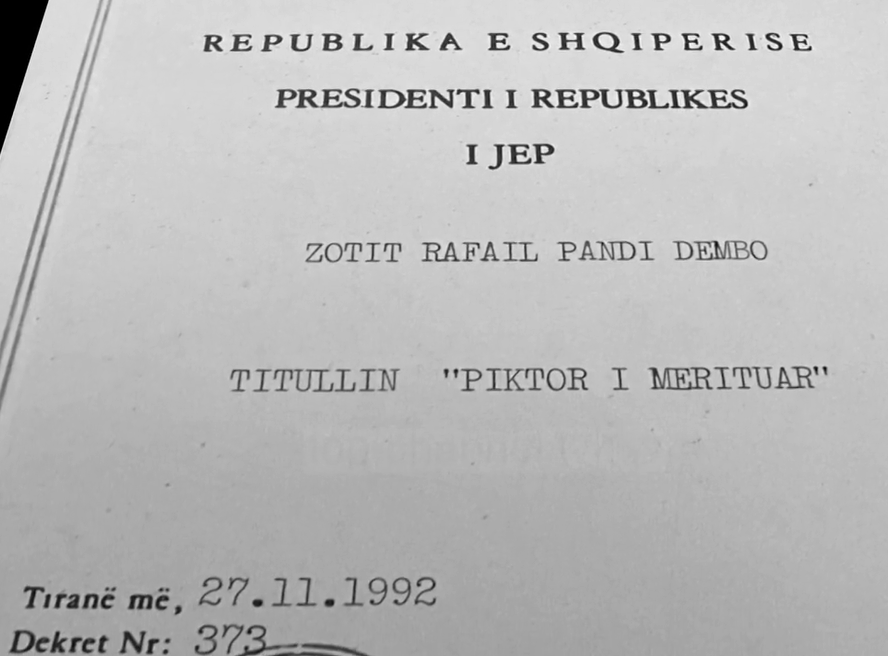 REPUBLIKA E SHQIPERISE
PRESIDENTI I REPUBLIKES
I JEP
ZOTIT RAFAIL PANDI DEMBO
TITULLIN "PIKTOR I MERITUAR"
Tiranë më, 27.11.1992
Dekret Nr: 373